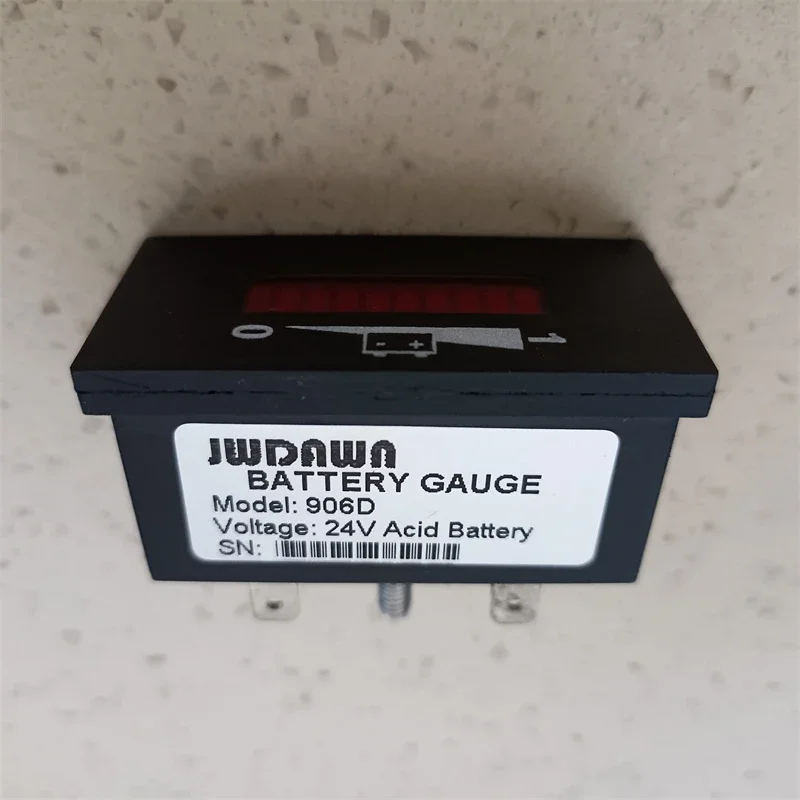 0 - + 1
JWDAWN
BATTERY GAUGE
Model: 906D
Voltage: 24V Acid Battery
SN: